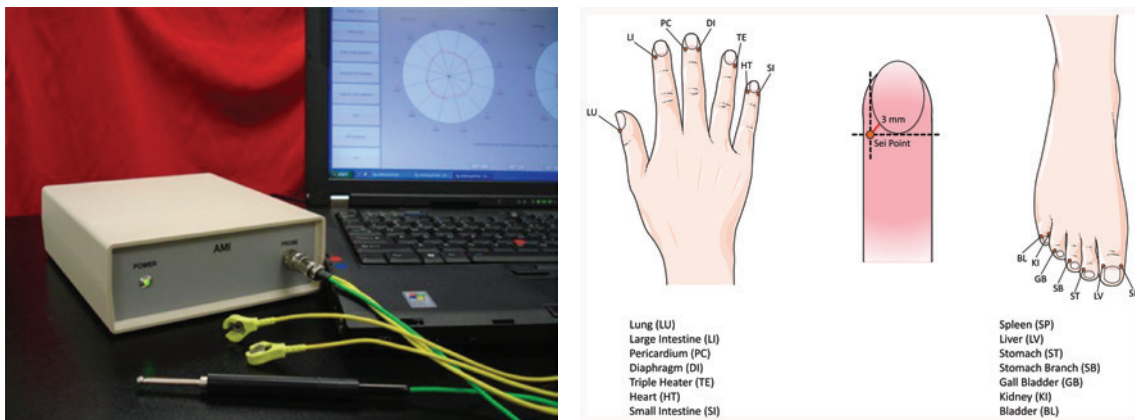 AMI
POWER
PROBE
LU
LI
PC
DI
TE
HT
SI
3 mm
Sei Point
BL
KI
GB
SB
ST
LV
Lung (LU)
Large Intestine (LI)
Pericardium (PC)
Diaphragm (DI)
Triple Heater (TE)
Heart (HT)
Small Intestine (SI)
Spleen (SP)
Liver (LV)
Stomach (ST)
Stomach Branch (SB)
Gall Bladder (GB)
Kidney (KI)
Bladder (BL)